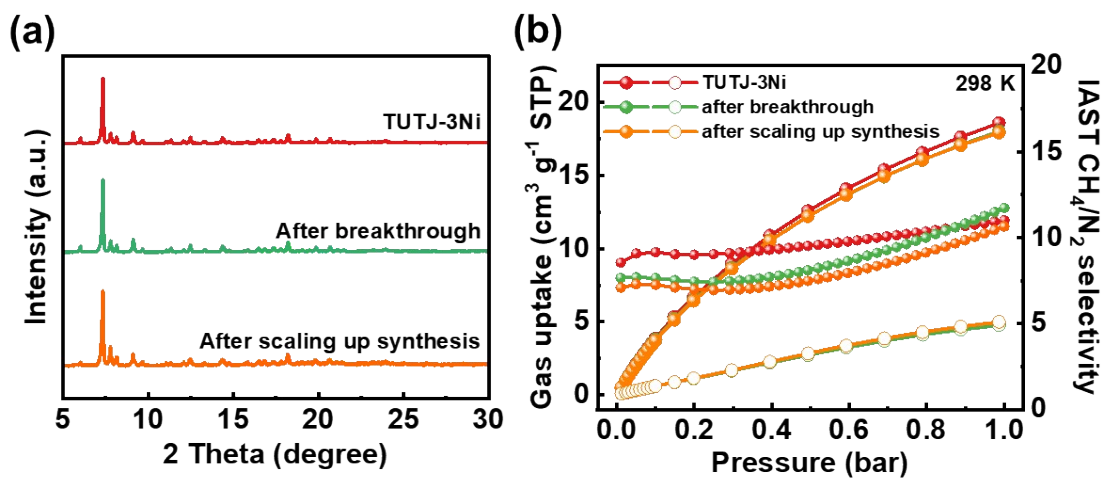 (a)
Intensity (a.u.)
TUTJ-3Ni
After breakthrough
After scaling up synthesis
5 10 15 20 25 30
2 Theta (degree)
(b)
Gas uptake (cm³ g⁻¹ STP)
20
15
10
5
0
TUTJ-3Ni
after breakthrough
after scaling up synthesis
298 K
0.0 0.2 0.4 0.6 0.8 1.0
Pressure (bar)
20
15
10
5
0
IAST CH₄/N₂ selectivity